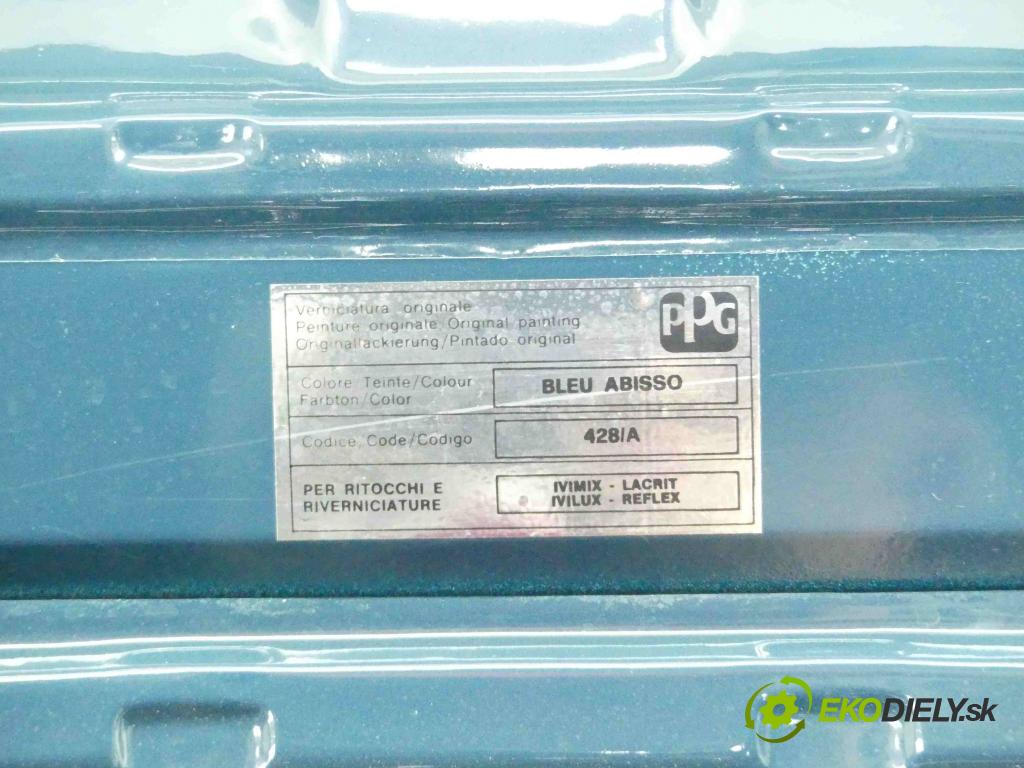 Verniciatura originale
Peinture originale/Original painting
Originallackierung/Pintado original
PPG
Colore Teinte/Colour
Farbton/Color
BLEU ABISSO
Codice, Code/Codigo
428/A
PER RITOCCHI E
RIVERNICIATURE
IVIMIX - LACRIT
IVILUX - REFLEX
EKODIELY.sk